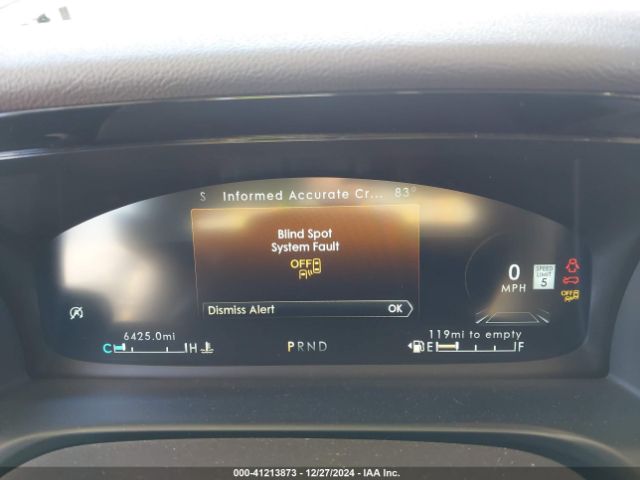 S Informed Accurate Cr... 83°
Blind Spot
System Fault
OFF
Dismiss Alert OK
0
MPH
SPEED
LIMIT
5
OFF
6425.0mi
119mi to empty
C H
PRND
E F
000-41213873 - 12/27/2024 - IAA Inc.